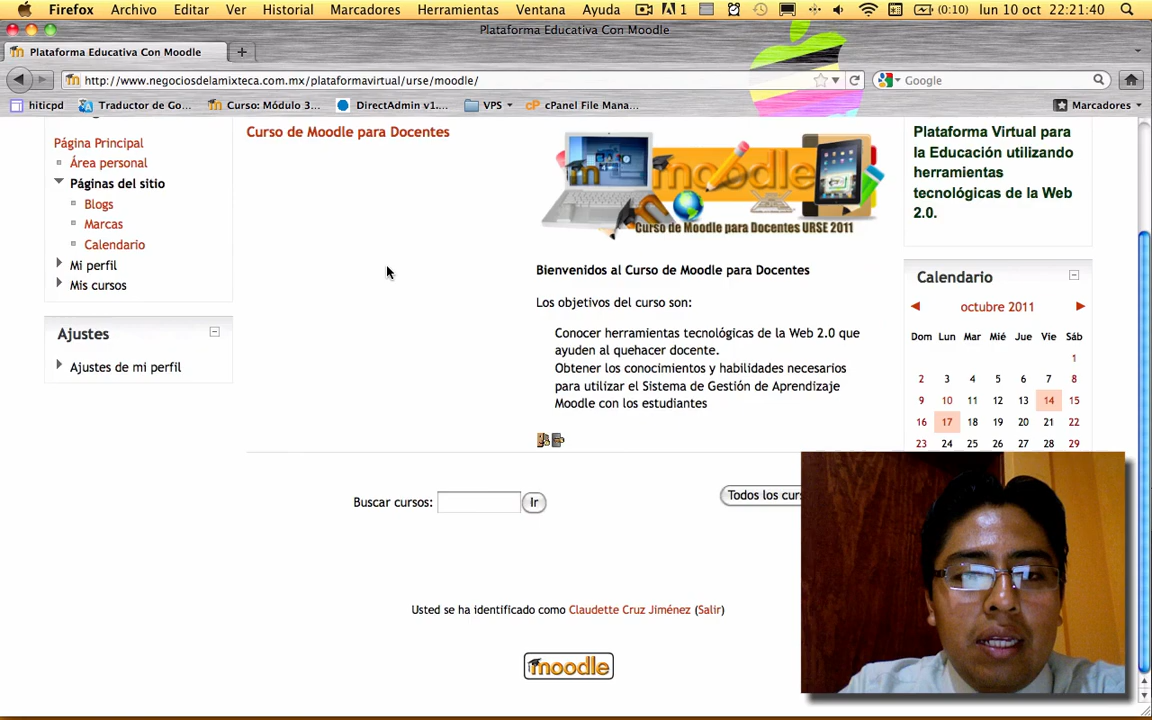 Firefox Archivo Editar Ver Historial Marcadores Herramientas Ventana Ayuda 1 (0:10) lun 10 oct 22:21:40
Plataforma Educativa Con Moodle
Plataforma Educativa Con Moodle
http://www.negociosdelamixteca.com.mx/plataformavirtual/urse/moodle/
Google
hiticpd Traductor de Go... Curso: Módulo 3... DirectAdmin v1.... VPS cPanel File Mana... Marcadores
Página Principal
Área personal
Páginas del sitio
Blogs
Marcas
Calendario
Mi perfil
Mis cursos
Ajustes
Ajustes de mi perfil
Curso de Moodle para Docentes
moodle
Curso de Moodle para Docentes URSE 2011
Bienvenidos al Curso de Moodle para Docentes
Los objetivos del curso son:
Conocer herramientas tecnológicas de la Web 2.0 que
ayuden al quehacer docente.
Obtener los conocimientos y habilidades necesarios
para utilizar el Sistema de Gestión de Aprendizaje
Moodle con los estudiantes
Plataforma Virtual para
la Educación utilizando
herramientas
tecnológicas de la Web
2.0.
Calendario
octubre 2011
Dom Lun Mar Mié Jue Vie Sáb
1
2 3 4 5 6 7 8
9 10 11 12 13 14 15
16 17 18 19 20 21 22
23 24 25 26 27 28 29
Buscar cursos: Ir
Todos los
Usted se ha identificado como Claudette Cruz Jiménez (Salir)
moodle